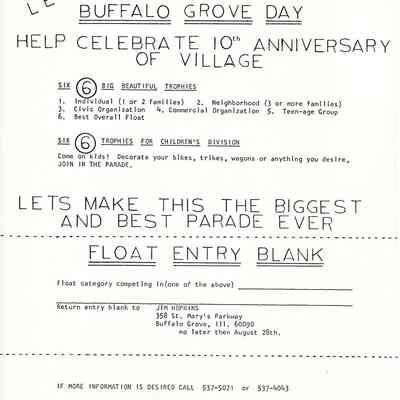 LE
BUFFALO GROVE DAY
HELP CELEBRATE 10th ANNIVERSARY
OF VILLAGE
SIX 6 BIG BEAUTIFUL TROPHIES
1. Individual (1 or 2 families) 2. Neighborhood (3 or more families)
3. Civic Organization 4. Commercial Organization 5. Teen-age Group
6. Best Overall Float
SIX 6 TROPHIES FOR CHILDREN'S DIVISION
Come on kids! Decorate your bikes, trikes, wagons or anything you desire,
JOIN IN THE PARADE.
LETS MAKE THIS THE BIGGEST
AND BEST PARADE EVER
FLOAT ENTRY BLANK
Float category competing in(one of the above)
Return entry blank to JIM HOPKINS
358 St. Mary's Parkway
Buffalo Grove, Ill. 60090
no later then August 28th.
IF MORE INFORMATION IS DESIRED CALL 537-5021 or 537-4043